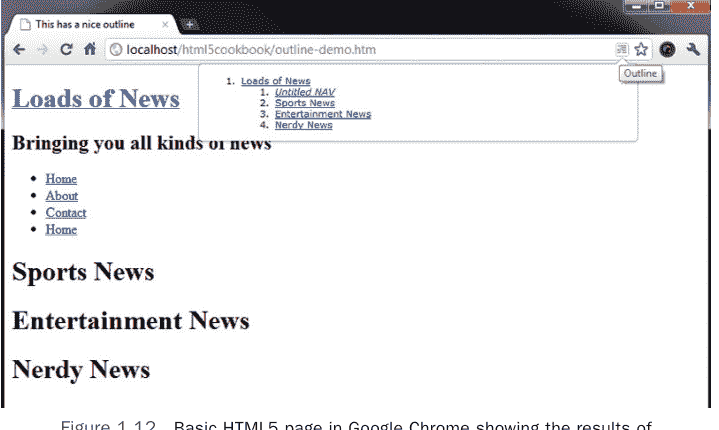 This has a nice outline
localhost/html5cookbook/outline-demo.htm
Outline
1. Loads of News
1. Untitled NAV
2. Sports News
3. Entertainment News
4. Nerdy News
Loads of News
Bringing you all kinds of news
• Home
• About
• Contact
• Home
Sports News
Entertainment News
Nerdy News
Figure 1.12 Basic HTML5 page in Google Chrome showing the results of